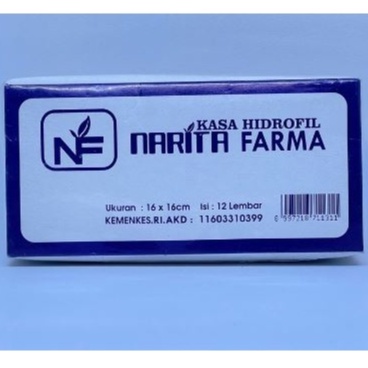 NF
KASA HIDROFIL
NARITA FARMA
Ukuran : 16 x 16cm Isi : 12 Lembar
KEMENKES.RI.AKD : 11603310399